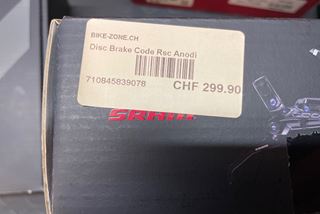 BIKE-ZONE.CH
Disc Brake Code Rsc Anodi
710845839078
CHF 299.90
SRAM